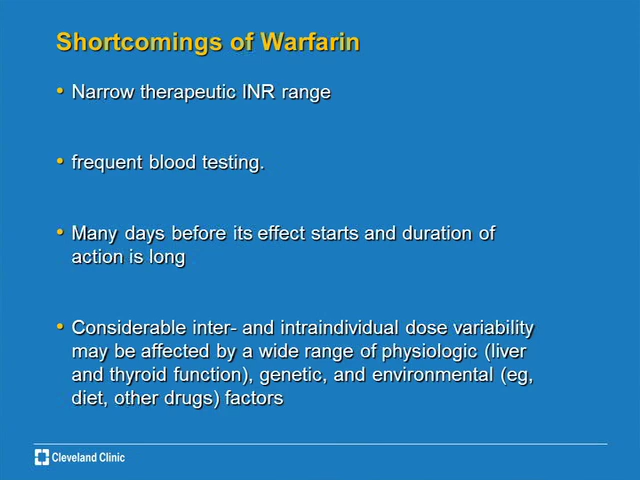 Shortcomings of Warfarin
• Narrow therapeutic INR range
• frequent blood testing.
• Many days before its effect starts and duration of
action is long
• Considerable inter- and intraindividual dose variability
may be affected by a wide range of physiologic (liver
and thyroid function), genetic, and environmental (eg,
diet, other drugs) factors
Cleveland Clinic